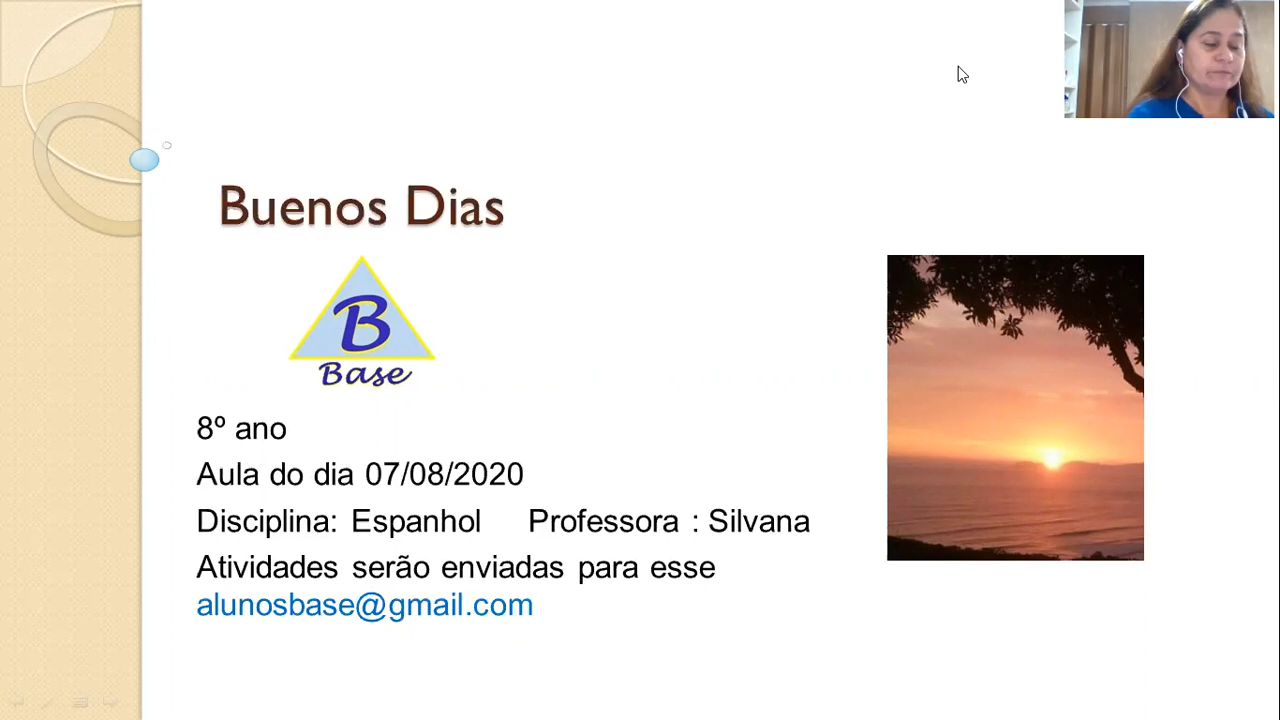 Buenos Dias
B
Base
8º ano
Aula do dia 07/08/2020
Disciplina: Espanhol Professora : Silvana
Atividades serão enviadas para esse
alunosbase@gmail.com